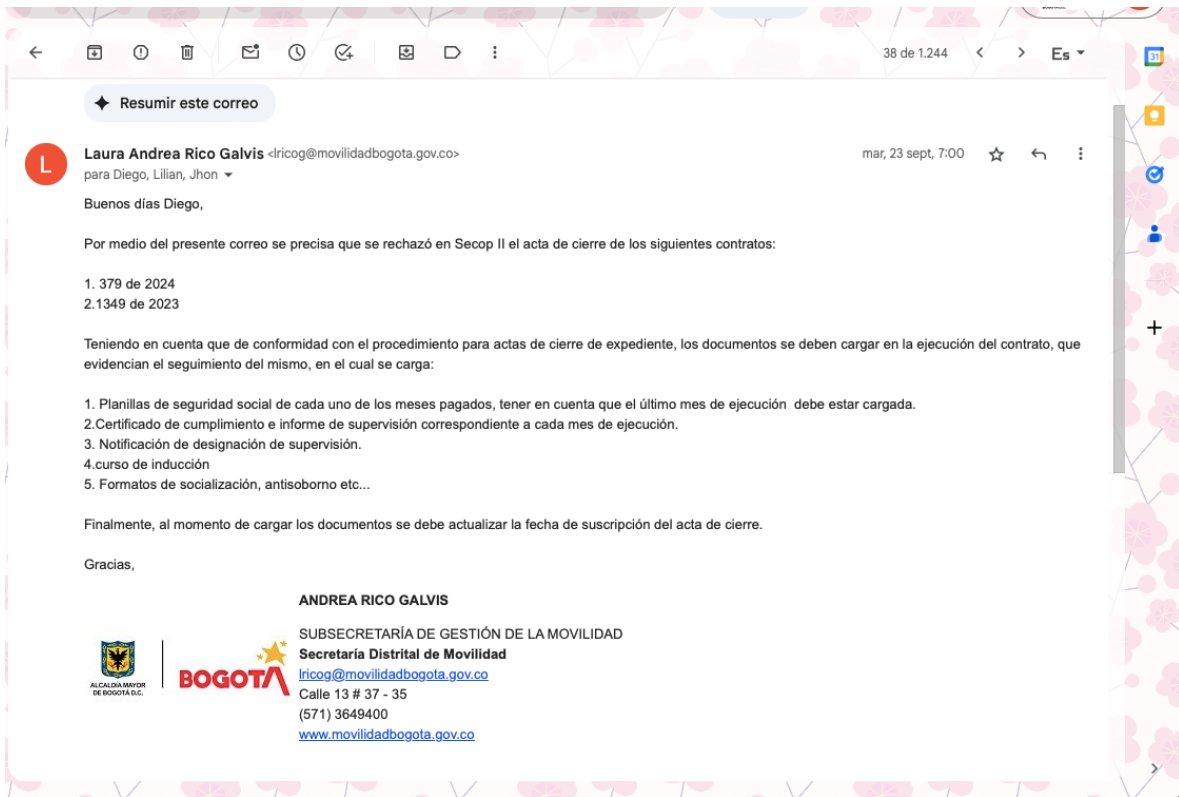 38 de 1.244
Es
31
Resumir este correo
L
Laura Andrea Rico Galvis <lricog@movilidadbogota.gov.co>
mar, 23 sept, 7:00
para Diego, Lilian, Jhon
Buenos días Diego,
Por medio del presente correo se precisa que se rechazó en Secop II el acta de cierre de los siguientes contratos:
1. 379 de 2024
2.1349 de 2023
Teniendo en cuenta que de conformidad con el procedimiento para actas de cierre de expediente, los documentos se deben cargar en la ejecución del contrato, que
evidencian el seguimiento del mismo, en el cual se carga:
1. Planillas de seguridad social de cada uno de los meses pagados, tener en cuenta que el último mes de ejecución  debe estar cargada.
2.Certificado de cumplimiento e informe de supervisión correspondiente a cada mes de ejecución.
3. Notificación de designación de supervisión.
4.curso de inducción
5. Formatos de socialización, antisoborno etc...
Finalmente, al momento de cargar los documentos se debe actualizar la fecha de suscripción del acta de cierre.
Gracias,
ANDREA RICO GALVIS
SUBSECRETARÍA DE GESTIÓN DE LA MOVILIDAD
Secretaría Distrital de Movilidad
lricog@movilidadbogota.gov.co
Calle 13 # 37 - 35
(571) 3649400
www.movilidadbogota.gov.co
ALCALDÍA MAYOR
DE BOGOTÁ D.C.
BOGOTÁ